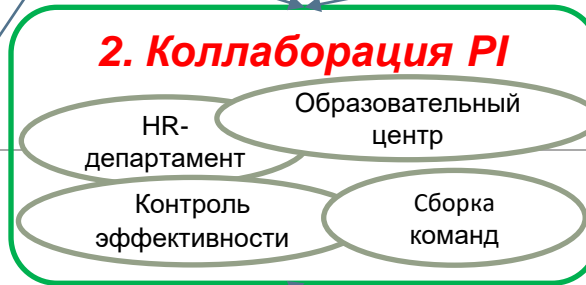 2. Коллаборация PI
HR-
департамент
Образовательный
центр
Контроль
эффективности
Сборка
команд